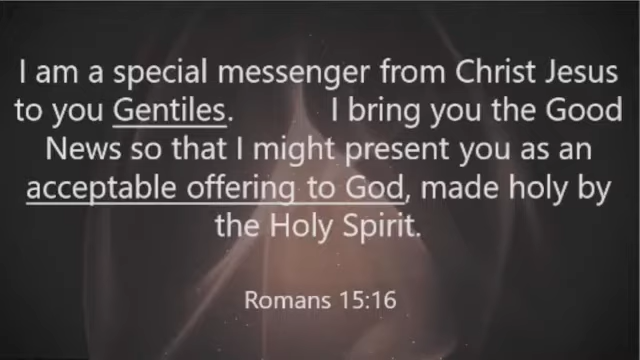 I am a special messenger from Christ Jesus
to you Gentiles. I bring you the Good
News so that I might present you as an
acceptable offering to God, made holy by
the Holy Spirit.
Romans 15:16